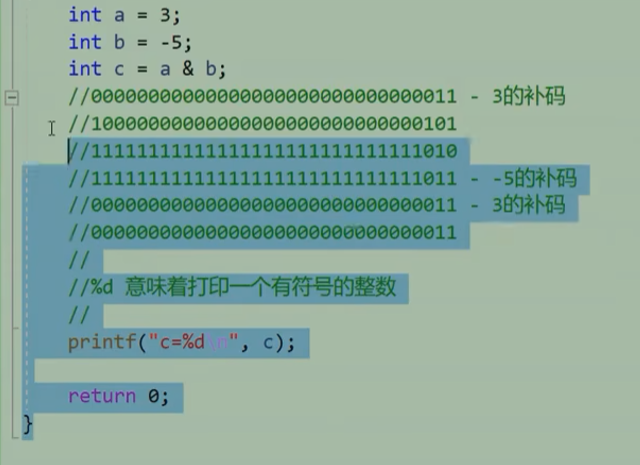 int a = 3;
int b = -5;
int c = a & b;
//00000000000000000000000000000011 - 3的补码
//10000000000000000000000000000101
//11111111111111111111111111111010
//11111111111111111111111111111011 - -5的补码
//00000000000000000000000000000011 - 3的补码
//00000000000000000000000000000011
//
//%d 意味着打印一个有符号的整数
//
printf("c=%d\n", c);
return 0;
}